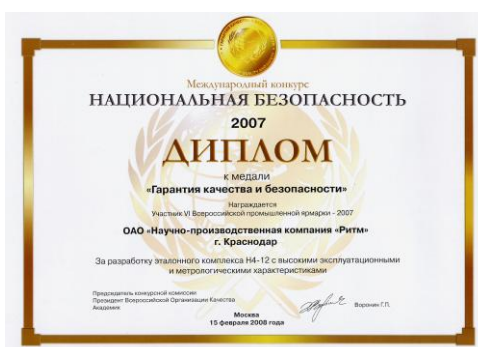 Международный конкурс
НАЦИОНАЛЬНАЯ БЕЗОПАСНОСТЬ
2007
ДИПЛОМ
к медали
«Гарантия качества и безопасности»
Награждается
Участник VI Всероссийской промышленной ярмарки - 2007
ОАО «Научно-производственная компания «Ритм»
г. Краснодар
За разработку эталонного комплекса Н4-12 с высокими эксплуатационными
и метрологическими характеристиками
Председатель конкурсной комиссии
Президент Всероссийской Организации Качества
Академик
Воронин Г.П.
Москва
15 февраля 2008 года